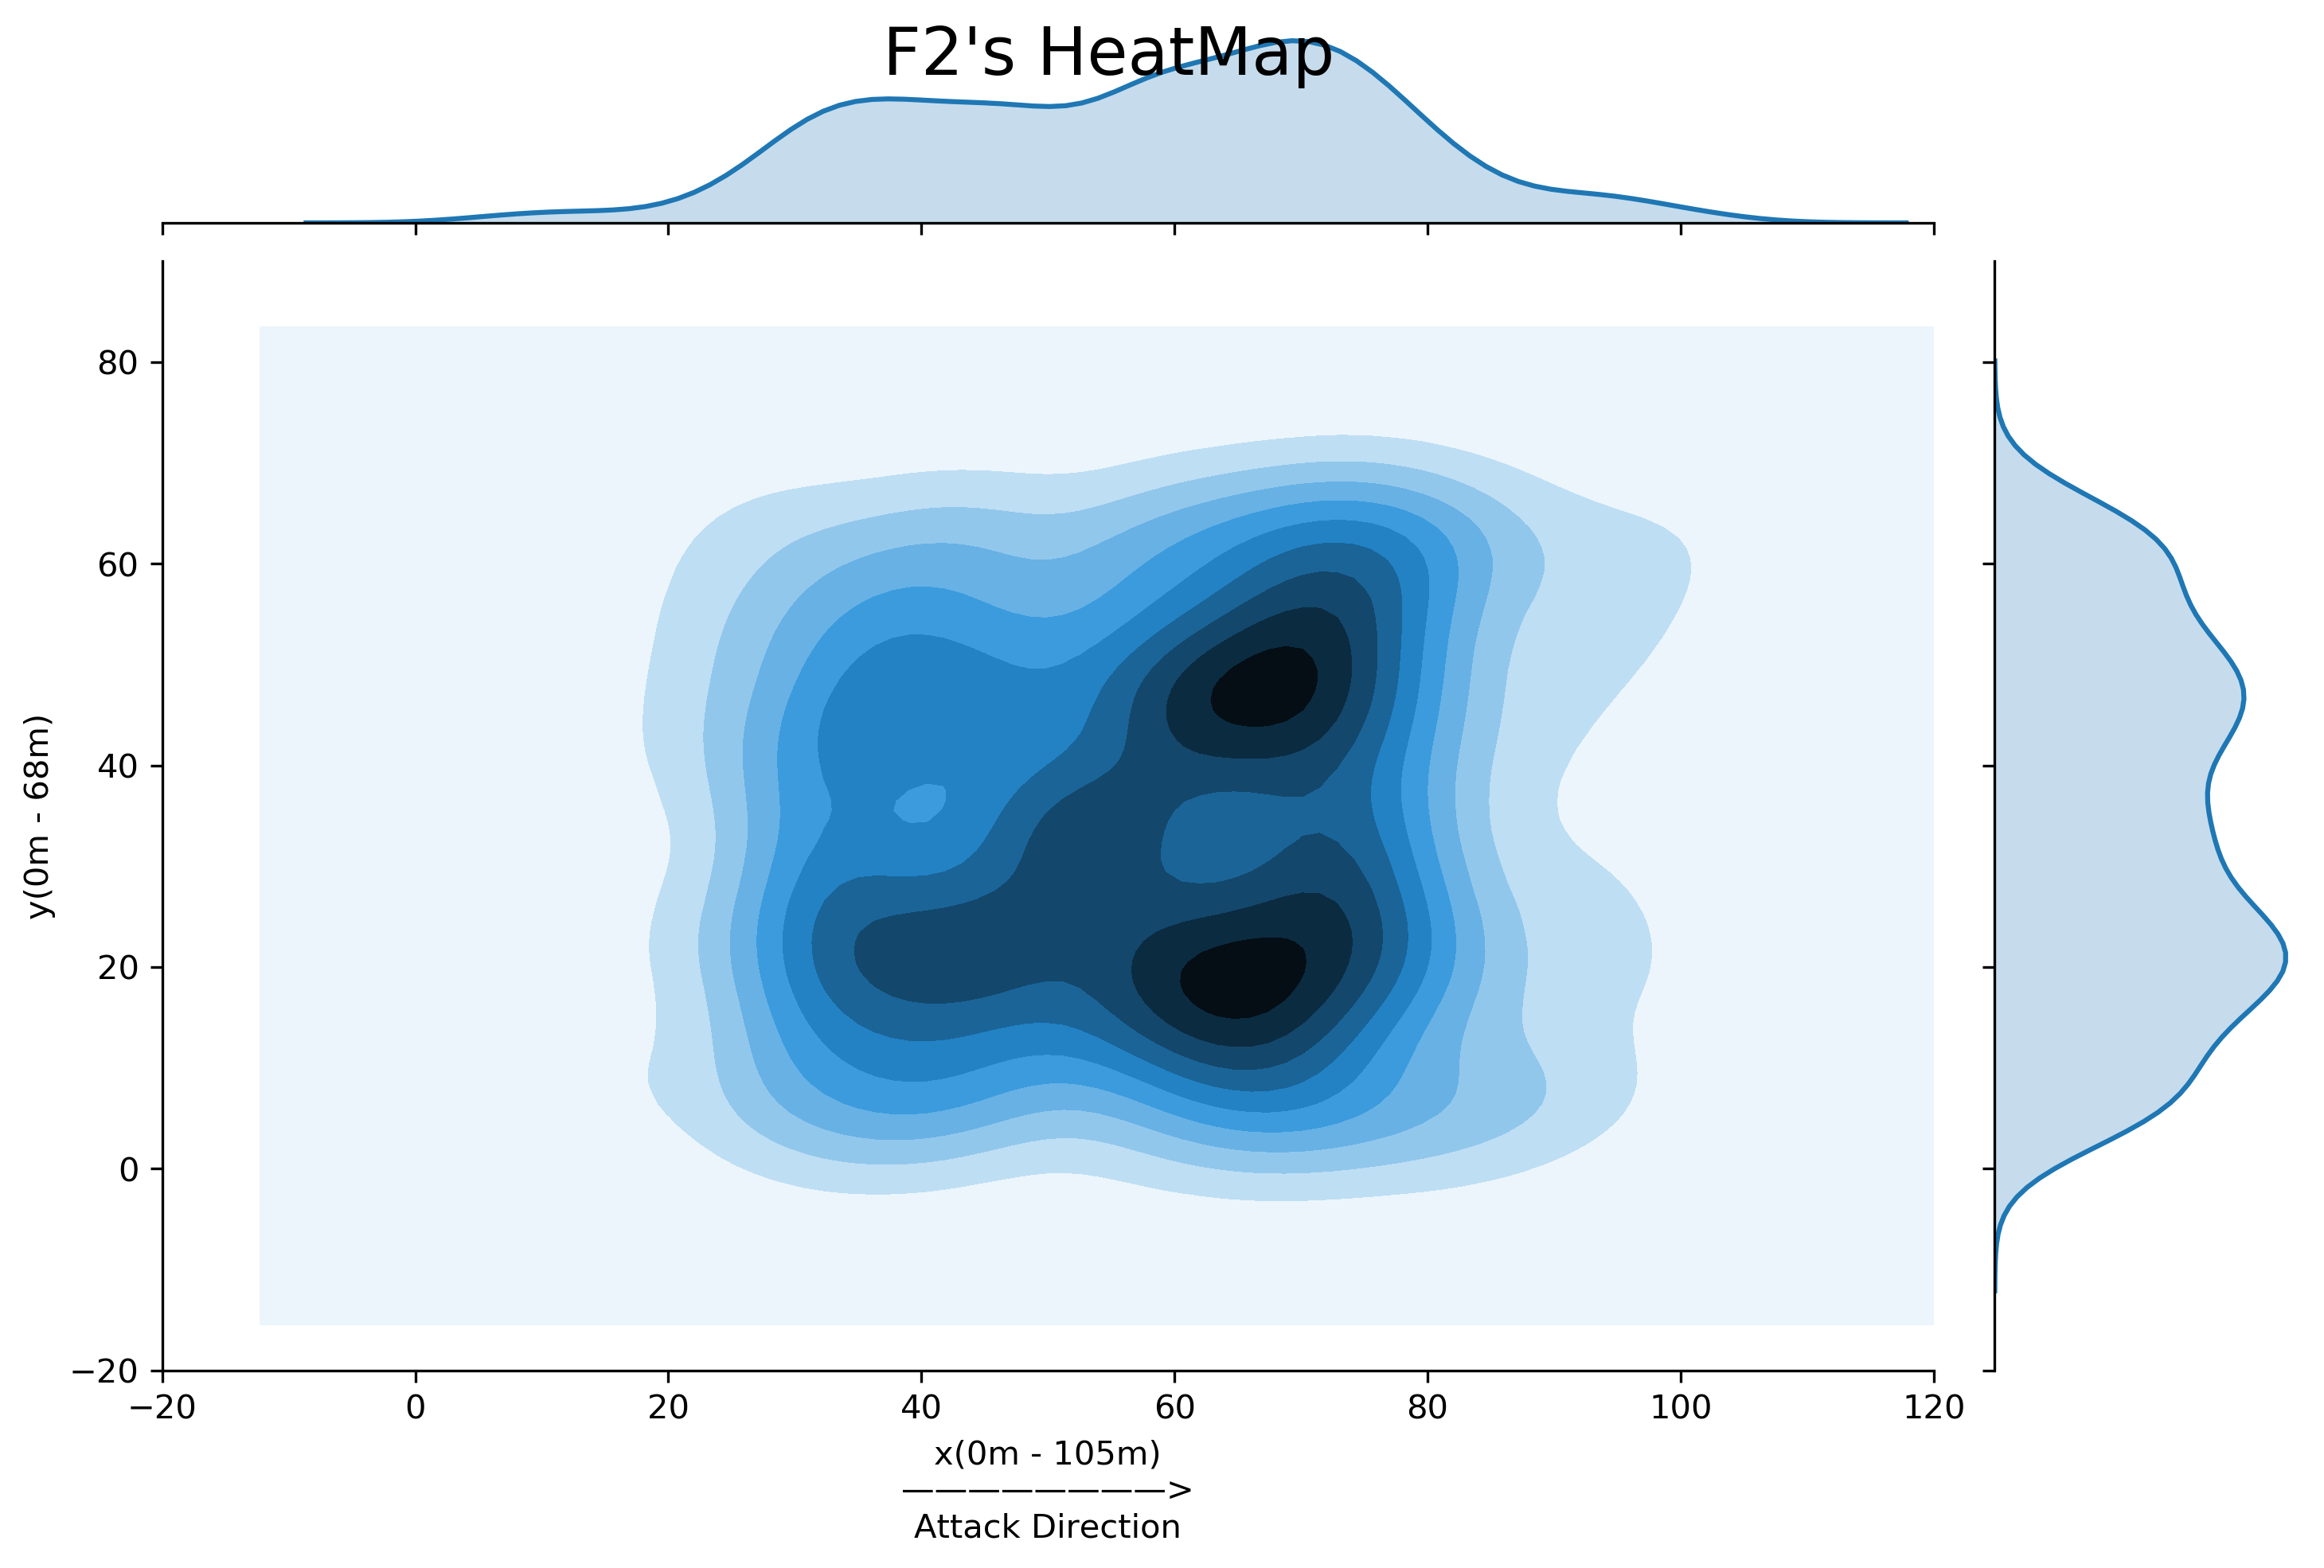 F2's HeatMap
80
60
40
20
0
−20
y(0m - 68m)
−20 0 20 40 60 80 100 120
x(0m - 105m)
————————>
Attack Direction